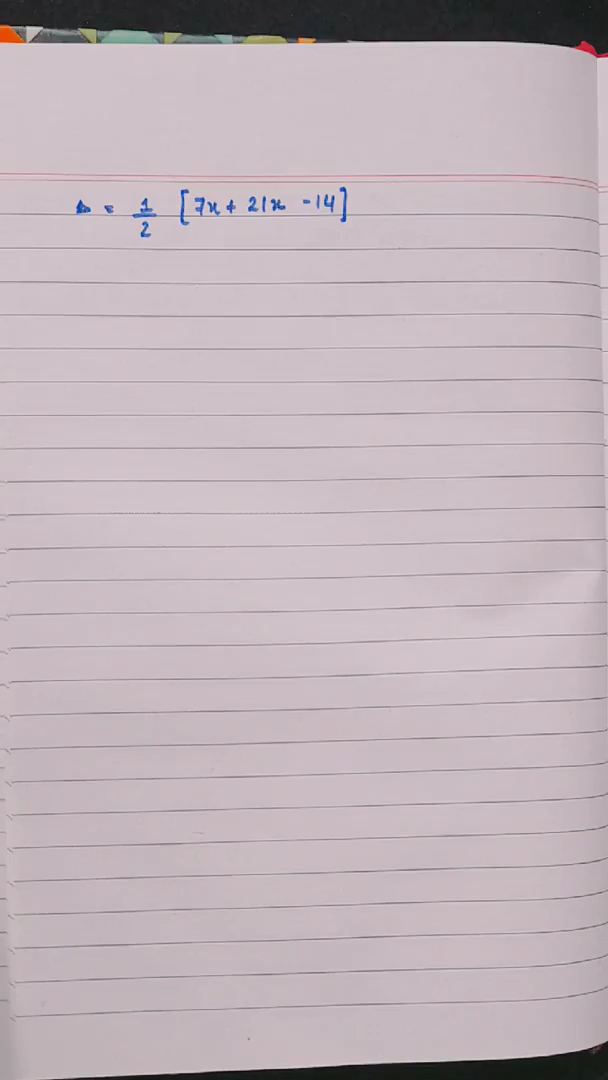 Δ = 1/2 [7x + 21x - 14]